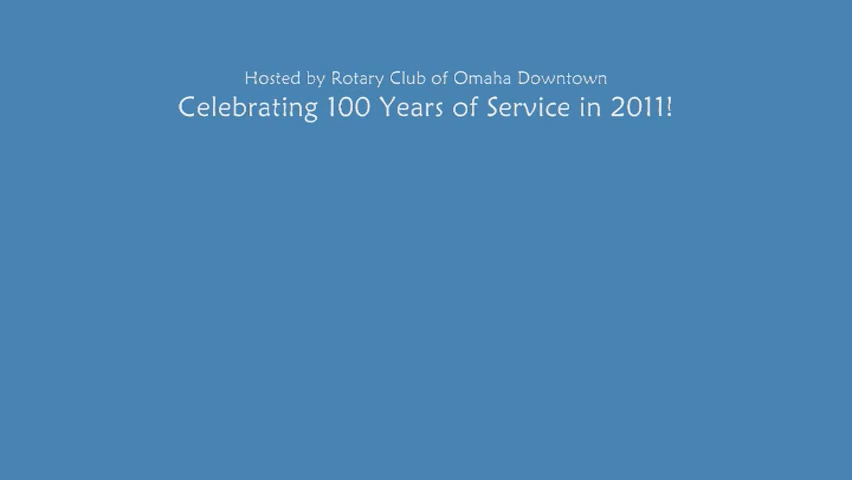 Hosted by Rotary Club of Omaha Downtown
Celebrating 100 Years of Service in 2011!